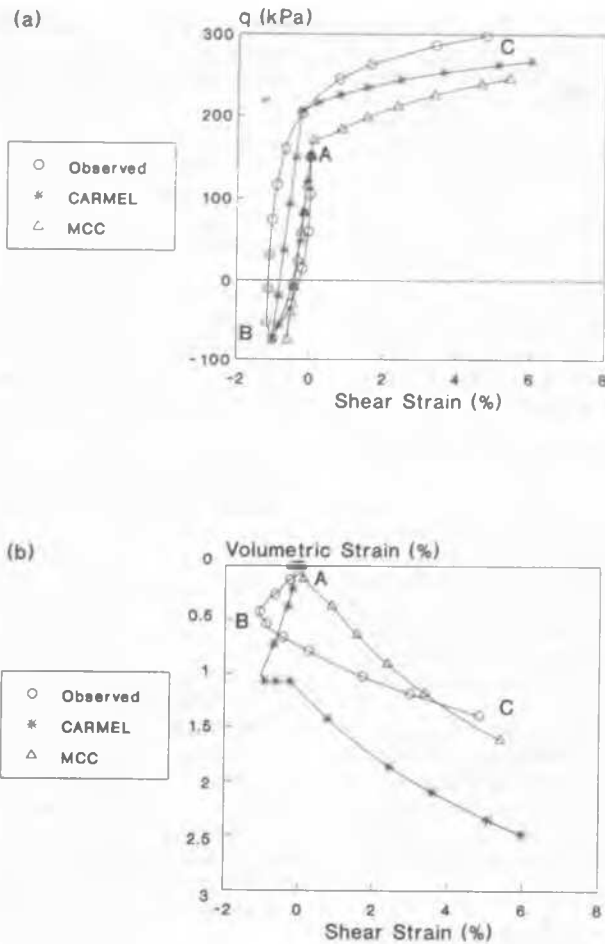 (a)
q (kPa)
300
200
100
0
-100
-2
0
2
4
6
8
Shear Strain (%)
A
B
C
Observed
CARMEL
MCC
(b)
Volumetric Strain (%)
0
0.5
1
1.5
2
2.5
3
-2
0
2
4
6
8
Shear Strain (%)
A
B
C
Observed
CARMEL
MCC